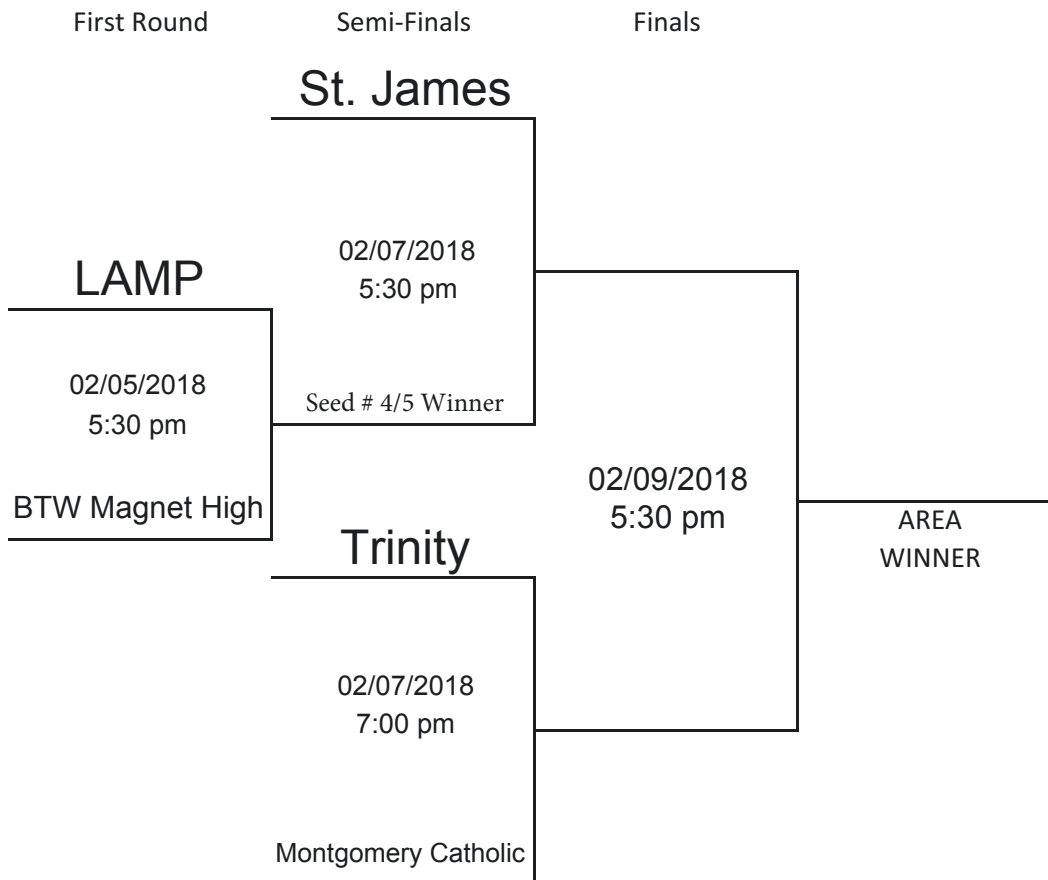 First Round
Semi-Finals
Finals
St. James
02/07/2018
5:30 pm
LAMP
02/05/2018
5:30 pm
Seed # 4/5 Winner
BTW Magnet High
02/09/2018
5:30 pm
AREA
WINNER
Trinity
02/07/2018
7:00 pm
Montgomery Catholic